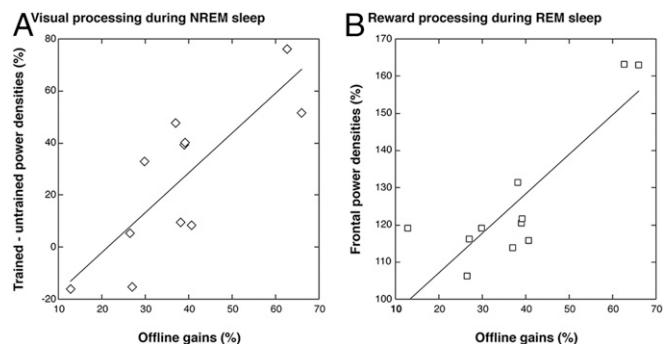 A Visual processing during NREM sleep
Trained - untrained power densities (%)
80
60
40
20
0
-20
10 20 30 40 50 60 70
Offline gains (%)
B Reward processing during REM sleep
Frontal power densities (%)
170
160
150
140
130
120
110
100
10 20 30 40 50 60 70
Offline gains (%)